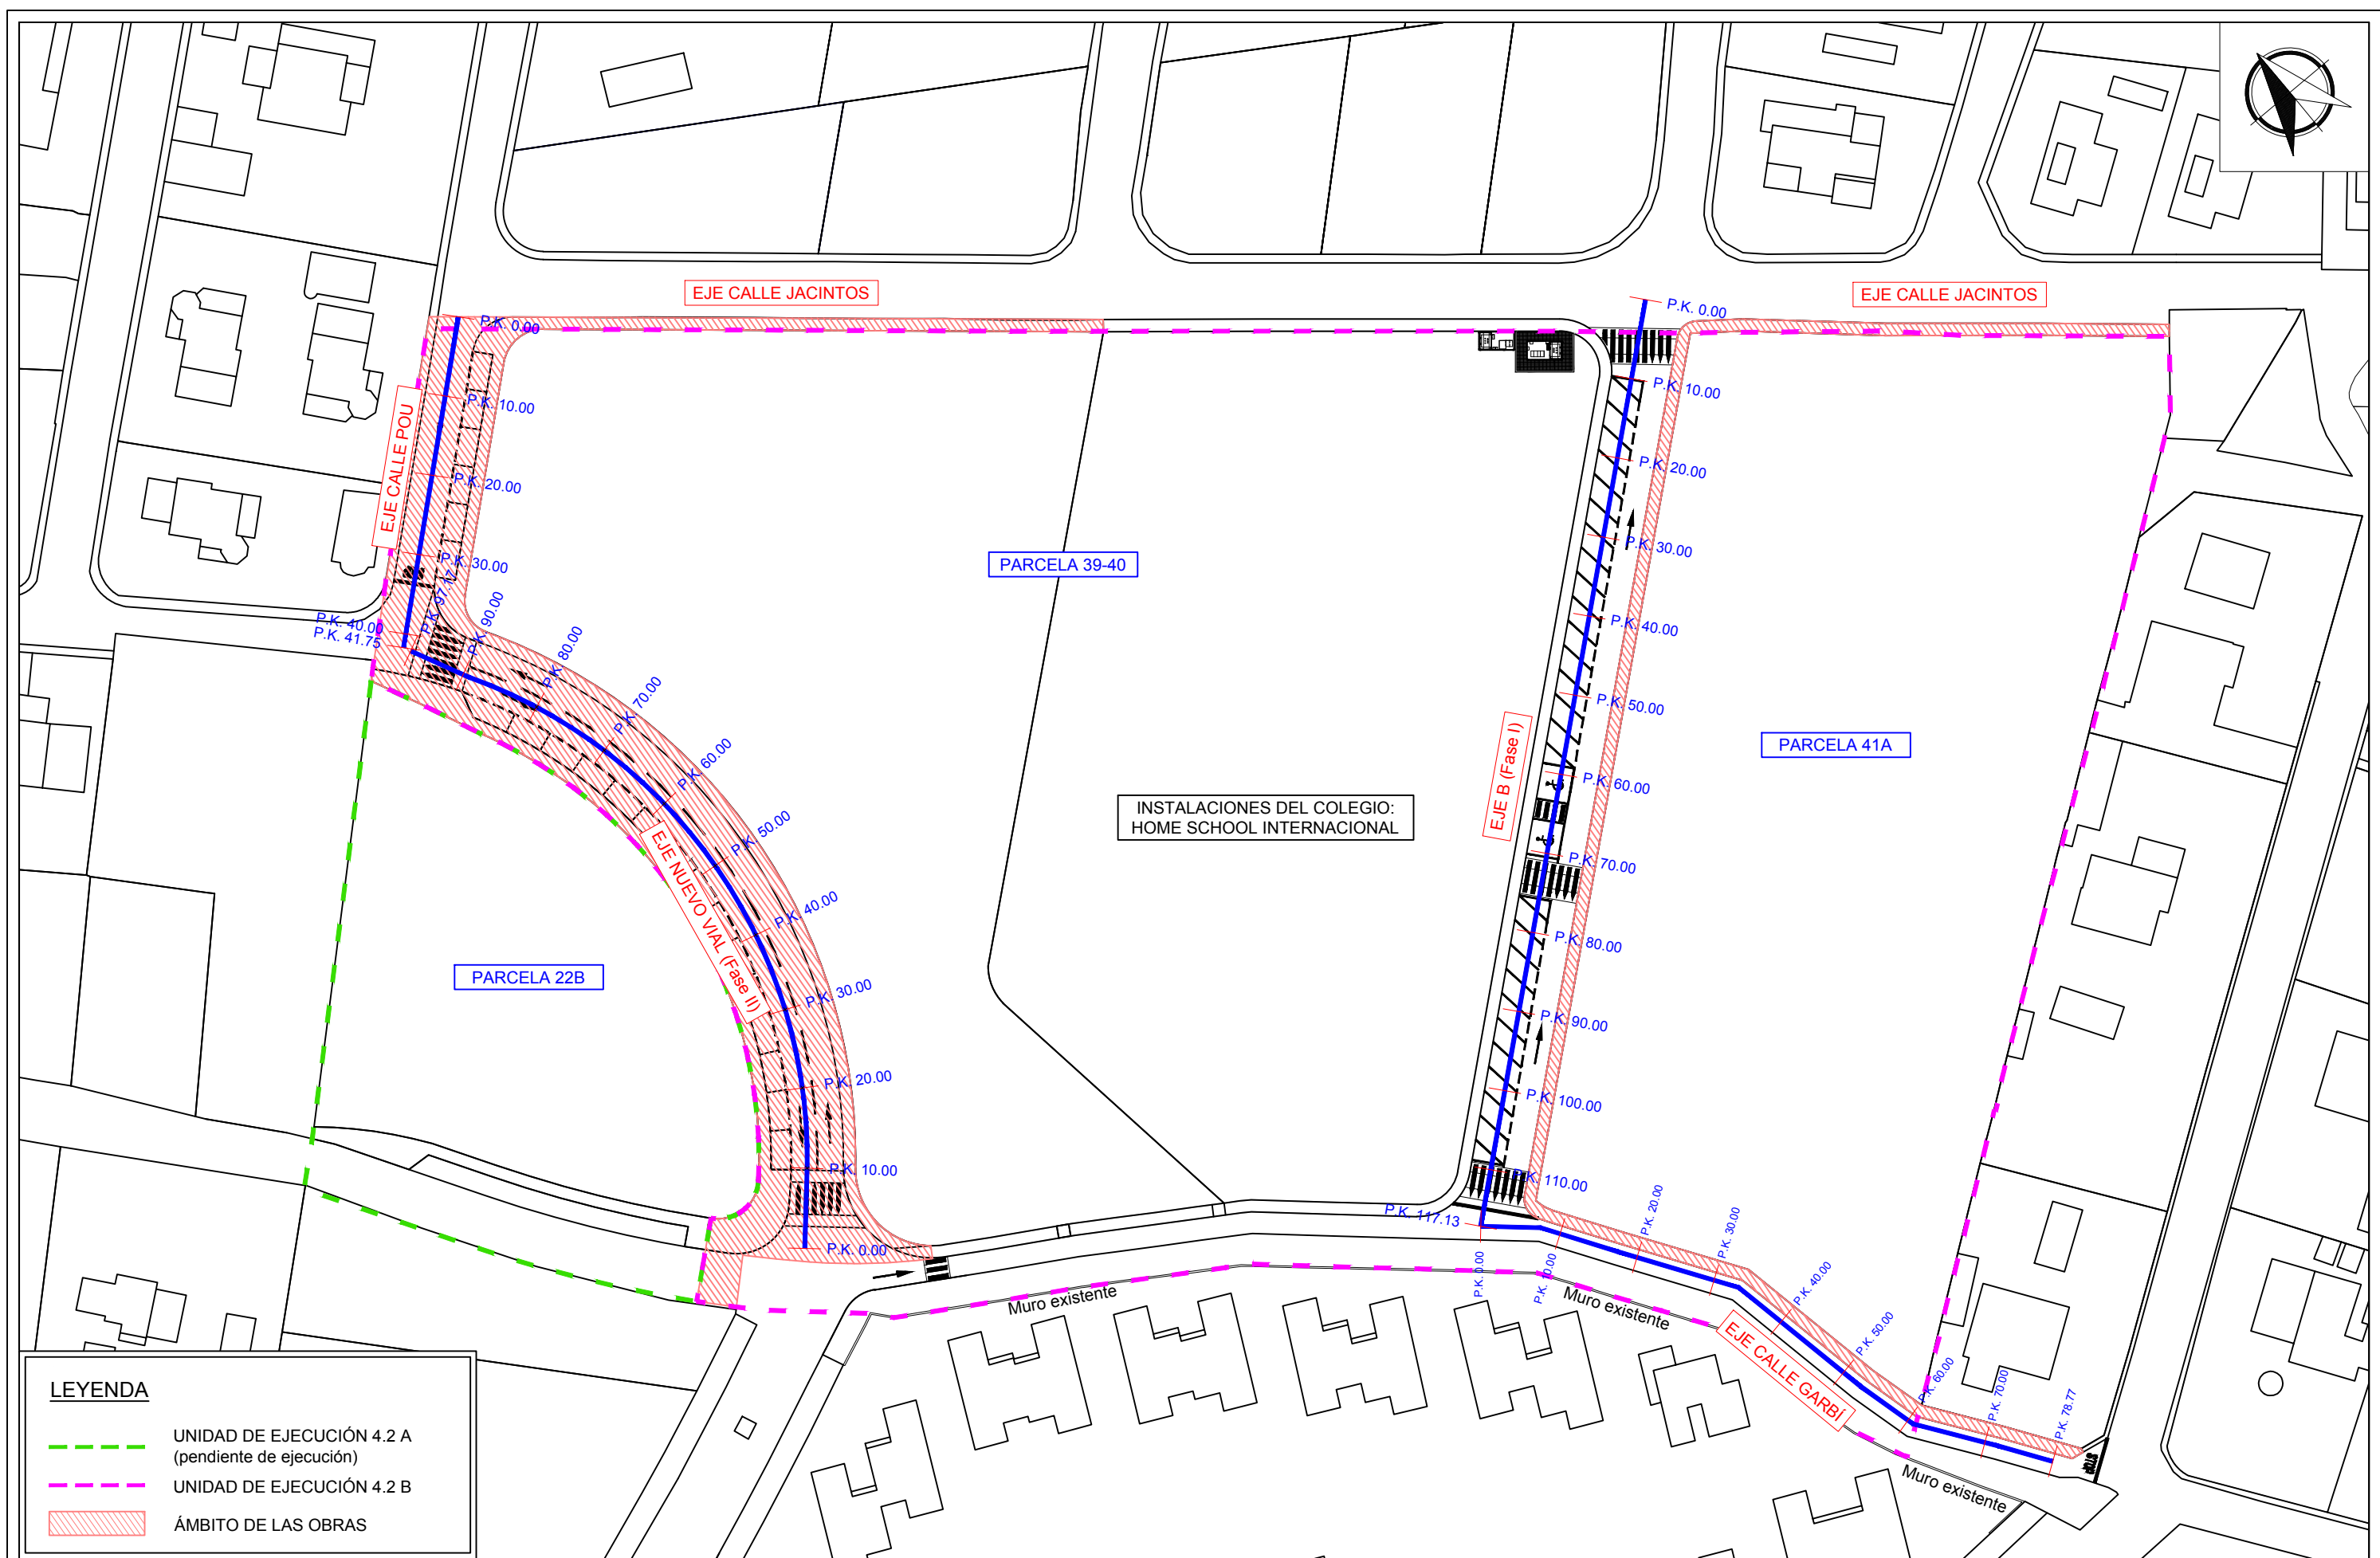 EJE CALLE JACINTOS
EJE CALLE JACINTOS
P.K. 0.00
P.K. 10.00
P.K. 20.00
P.K. 30.00
P.K. 40.00
P.K. 41.75
EJE CALLE POU
P.K. 97.17
P.K. 90.00
P.K. 80.00
P.K. 70.00
P.K. 60.00
P.K. 50.00
P.K. 40.00
P.K. 30.00
P.K. 20.00
P.K. 10.00
P.K. 0.00
EJE NUEVO VIAL (Fase II)
PARCELA 22B
PARCELA 39-40
INSTALACIONES DEL COLEGIO:
HOME SCHOOL INTERNACIONAL
EJE B (Fase I)
P.K. 0.00
P.K. 10.00
P.K. 20.00
P.K. 30.00
P.K. 40.00
P.K. 50.00
P.K. 60.00
P.K. 70.00
P.K. 80.00
P.K. 90.00
P.K. 100.00
P.K. 110.00
P.K. 117.13
PARCELA 41A
P.K. 0.00
P.K. 10.00
P.K. 20.00
P.K. 30.00
P.K. 40.00
P.K. 50.00
P.K. 60.00
P.K. 70.00
P.K. 78.77
EJE CALLE GARBÍ
STOP
Muro existente
Muro existente
Muro existente
LEYENDA
UNIDAD DE EJECUCIÓN 4.2 A
(pendiente de ejecución)
UNIDAD DE EJECUCIÓN 4.2 B
ÁMBITO DE LAS OBRAS